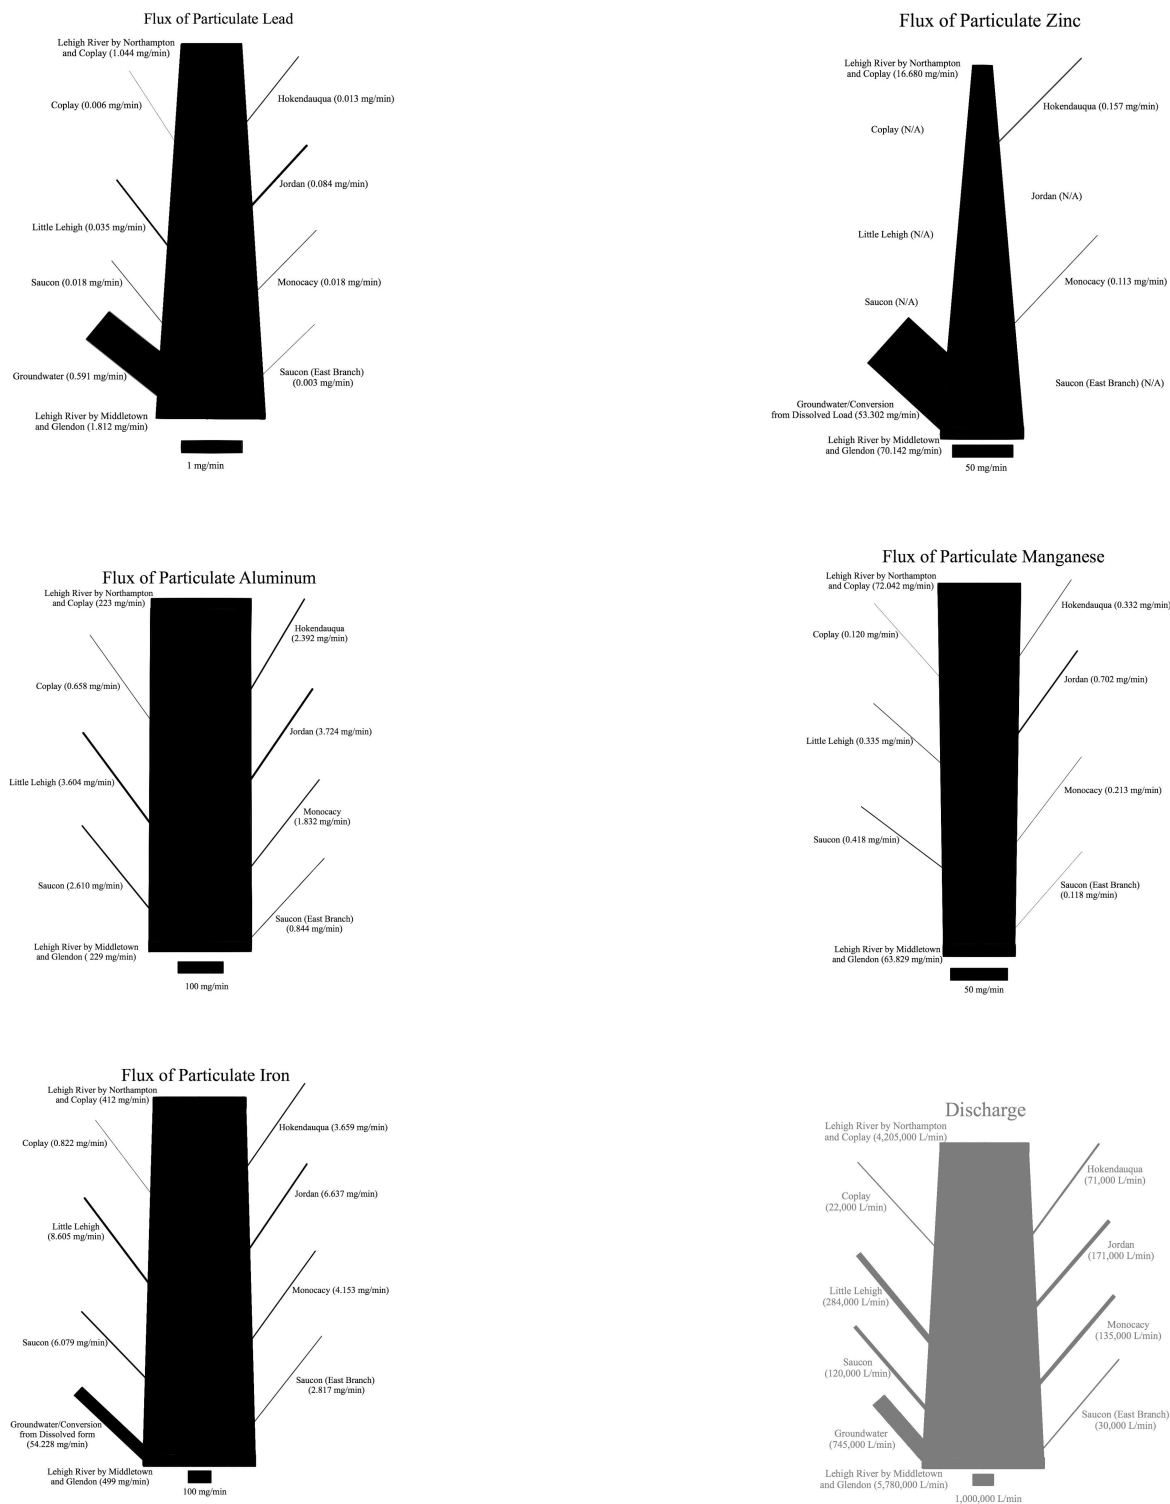 Flux of Particulate Lead
Lehigh River by Northampton
and Coplay (1.044 mg/min)
Coplay (0.006 mg/min)
Hokendauqua (0.013 mg/min)
Jordan (0.084 mg/min)
Little Lehigh (0.035 mg/min)
Saucon (0.018 mg/min)
Monocacy (0.018 mg/min)
Groundwater (0.591 mg/min)
Saucon (East Branch)
(0.003 mg/min)
Lehigh River by Middletown
and Glendon (1.812 mg/min)
1 mg/min
Flux of Particulate Zinc
Lehigh River by Northampton
and Coplay (16.680 mg/min)
Hokendauqua (0.157 mg/min)
Coplay (N/A)
Jordan (N/A)
Little Lehigh (N/A)
Monocacy (0.113 mg/min)
Saucon (N/A)
Saucon (East Branch) (N/A)
Groundwater/Conversion
from Dissolved Load (53.302 mg/min)
Lehigh River by Middletown
and Glendon (70.142 mg/min)
50 mg/min
Flux of Particulate Aluminum
Lehigh River by Northampton
and Coplay (223 mg/min)
Hokendauqua
(2.392 mg/min)
Coplay (0.658 mg/min)
Jordan (3.724 mg/min)
Little Lehigh (3.604 mg/min)
Monocacy
(1.832 mg/min)
Saucon (2.610 mg/min)
Saucon (East Branch)
(0.844 mg/min)
Lehigh River by Middletown
and Glendon ( 229 mg/min)
100 mg/min
Flux of Particulate Manganese
Lehigh River by Northampton
and Coplay (72.042 mg/min)
Hokendauqua (0.332 mg/min)
Coplay (0.120 mg/min)
Jordan (0.702 mg/min)
Little Lehigh (0.335 mg/min)
Monocacy (0.213 mg/min)
Saucon (0.418 mg/min)
Saucon (East Branch)
(0.118 mg/min)
Lehigh River by Middletown
and Glendon (63.829 mg/min)
50 mg/min
Flux of Particulate Iron
Lehigh River by Northampton
and Coplay (412 mg/min)
Hokendauqua (3.659 mg/min)
Coplay (0.822 mg/min)
Jordan (6.637 mg/min)
Little Lehigh
(8.605 mg/min)
Monocacy (4.153 mg/min)
Saucon (6.079 mg/min)
Saucon (East Branch)
(2.817 mg/min)
Groundwater/Conversion
from Dissolved form
(54.228 mg/min)
Lehigh River by Middletown
and Glendon (499 mg/min)
100 mg/min
Discharge
Lehigh River by Northampton
and Coplay (4,205,000 L/min)
Hokendauqua
(71,000 L/min)
Coplay
(22,000 L/min)
Jordan
(171,000 L/min)
Little Lehigh
(284,000 L/min)
Monocacy
(135,000 L/min)
Saucon
(120,000 L/min)
Saucon (East Branch)
(30,000 L/min)
Groundwater
(745,000 L/min)
Lehigh River by Middletown
and Glendon (5,780,000 L/min)
1,000,000 L/min